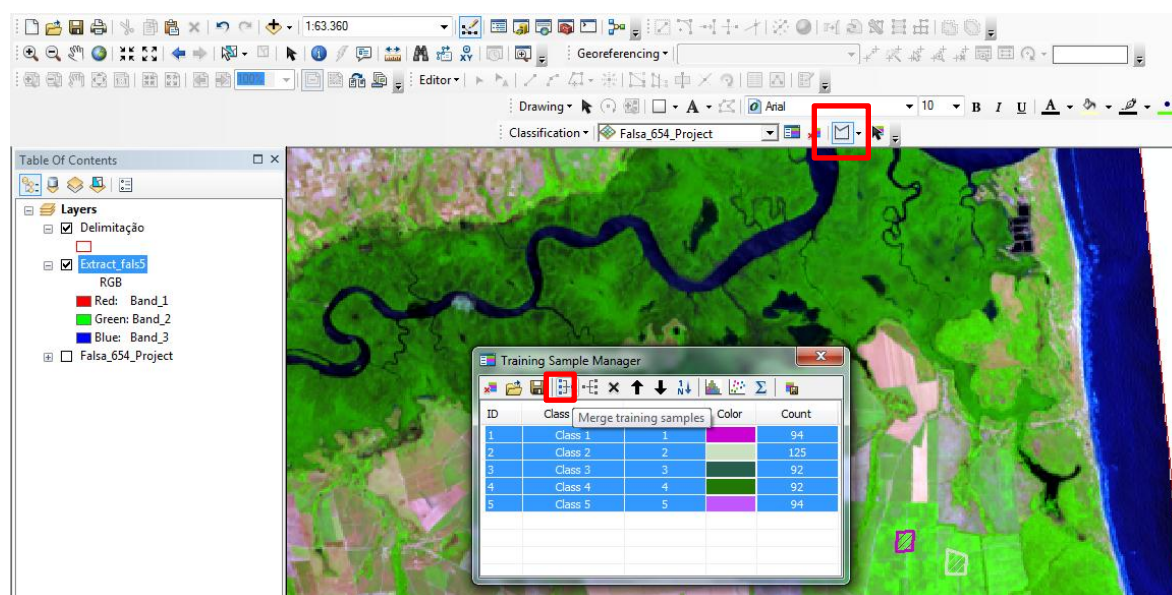 1:63.360
Georeferencing
100% Editor
Drawing A Arial 10 B I U A
Classification Falsa_654_Project
Table Of Contents
Layers
Delimitação
Extract_fals5
RGB
Red: Band_1
Green: Band_2
Blue: Band_3
Falsa_654_Project
Training Sample Manager
ID Class Merge training samples Color Count
1 Class 1 1 94
2 Class 2 2 125
3 Class 3 3 92
4 Class 4 4 92
5 Class 5 5 94